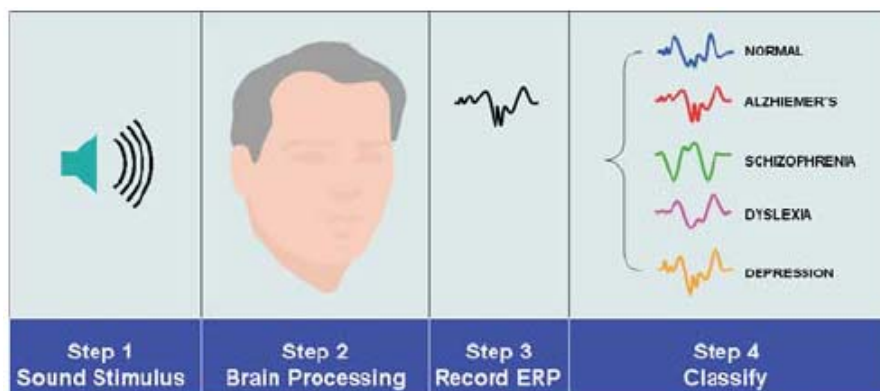 NORMAL
ALZHIEMER'S
SCHIZOPHRENIA
DYSLEXIA
DEPRESSION
Step 1
Sound Stimulus
Step 2
Brain Processing
Step 3
Record ERP
Step 4
Classify